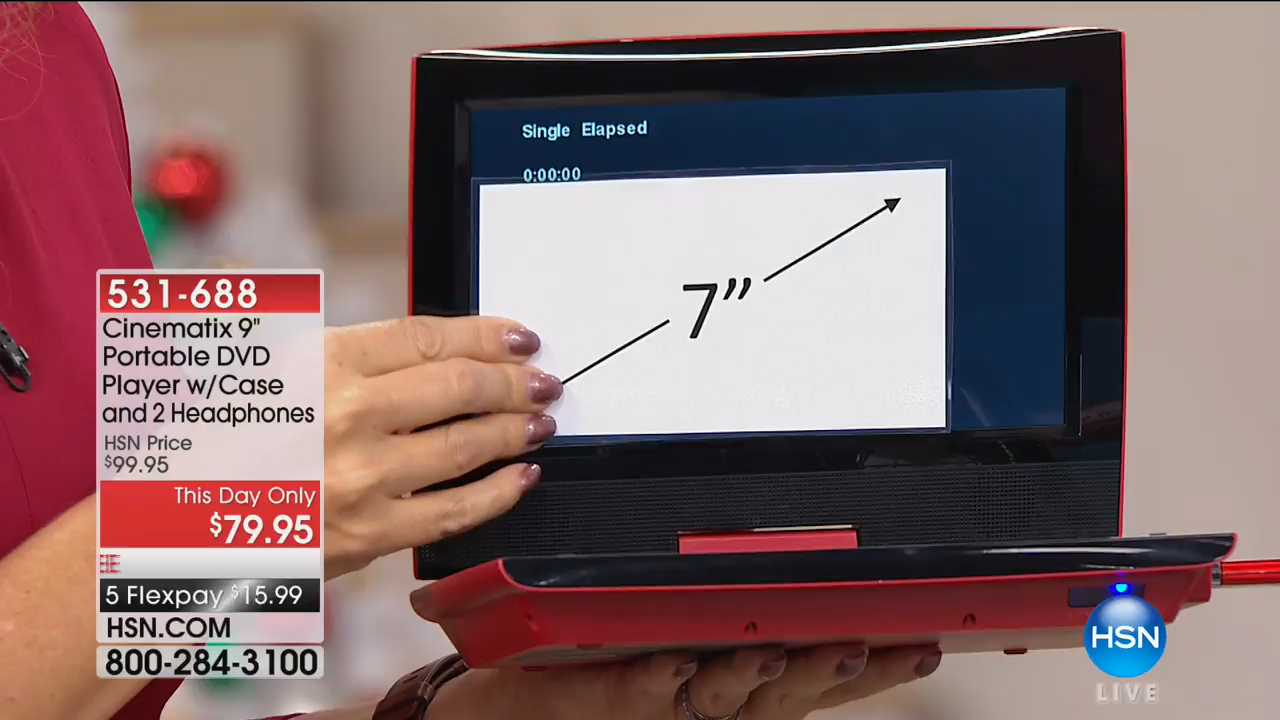 Single Elapsed
0:00:00
7”
531-688
Cinematix 9"
Portable DVD
Player w/Case
and 2 Headphones
HSN Price
$99.95
This Day Only
$79.95
5 Flexpay $15.99
HSN.COM
800-284-3100
HSN
LIVE